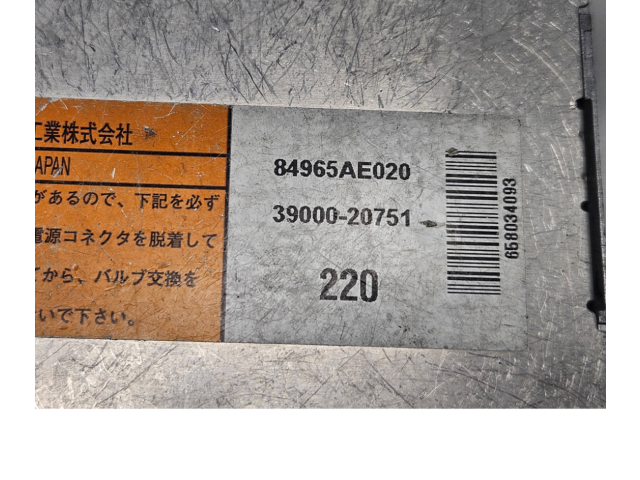 工業株式会社
JAPAN
があるので、下記を必ず
電源コネクタを脱着して
てから、バルブ交換を
いで下さい。
84965AE020
39000-20751
220
658034093